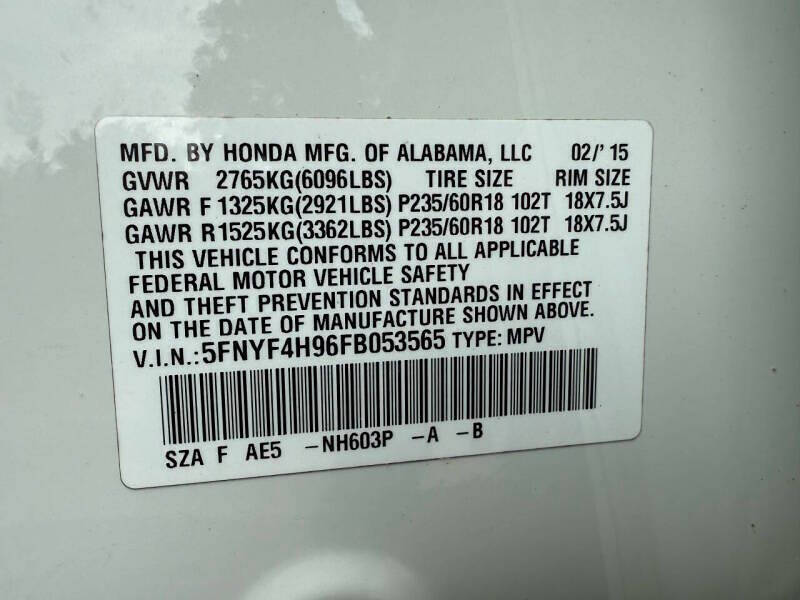 MFD. BY HONDA MFG. OF ALABAMA, LLC 02/'15
GVWR 2765KG(6096LBS) TIRE SIZE RIM SIZE
GAWR F 1325KG(2921LBS) P235/60R18 102T 18X7.5J
GAWR R 1525KG(3362LBS) P235/60R18 102T 18X7.5J
THIS VEHICLE CONFORMS TO ALL APPLICABLE
FEDERAL MOTOR VEHICLE SAFETY
AND THEFT PREVENTION STANDARDS IN EFFECT
ON THE DATE OF MANUFACTURE SHOWN ABOVE.
V.I.N.: 5FNYF4H96FB053565 TYPE: MPV
SZA F AE5 -NH603P -A -B